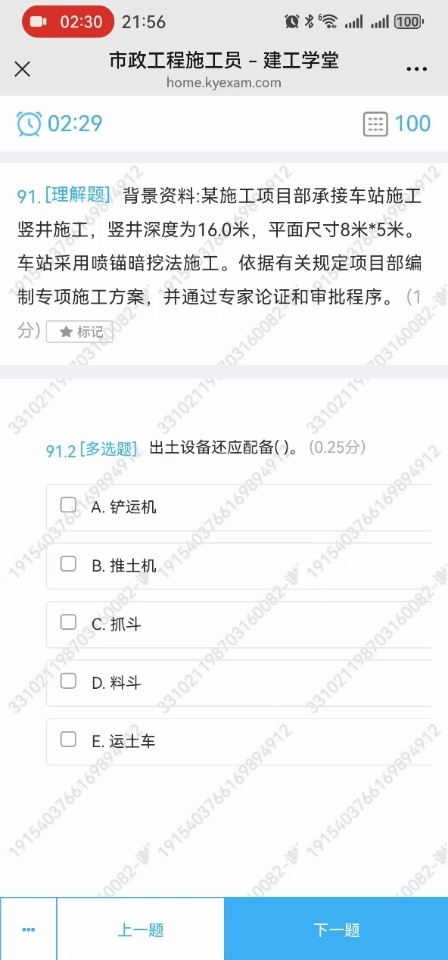 02:30 21:56 6 100
市政工程施工员 – 建工学堂
home.kyexam.com
02:29 100
91. [理解题] 背景资料:某施工项目部承接车站施工
竖井施工，竖井深度为16.0米，平面尺寸8米*5米。
车站采用喷锚暗挖法施工。依据有关规定项目部编
制专项施工方案，并通过专家论证和审批程序。 (1
分) ★ 标记
91.2 [多选题] 出土设备还应配备( )。 (0.25分)
A. 铲运机
B. 推土机
C. 抓斗
D. 料斗
E. 运土车
上一题 下一题